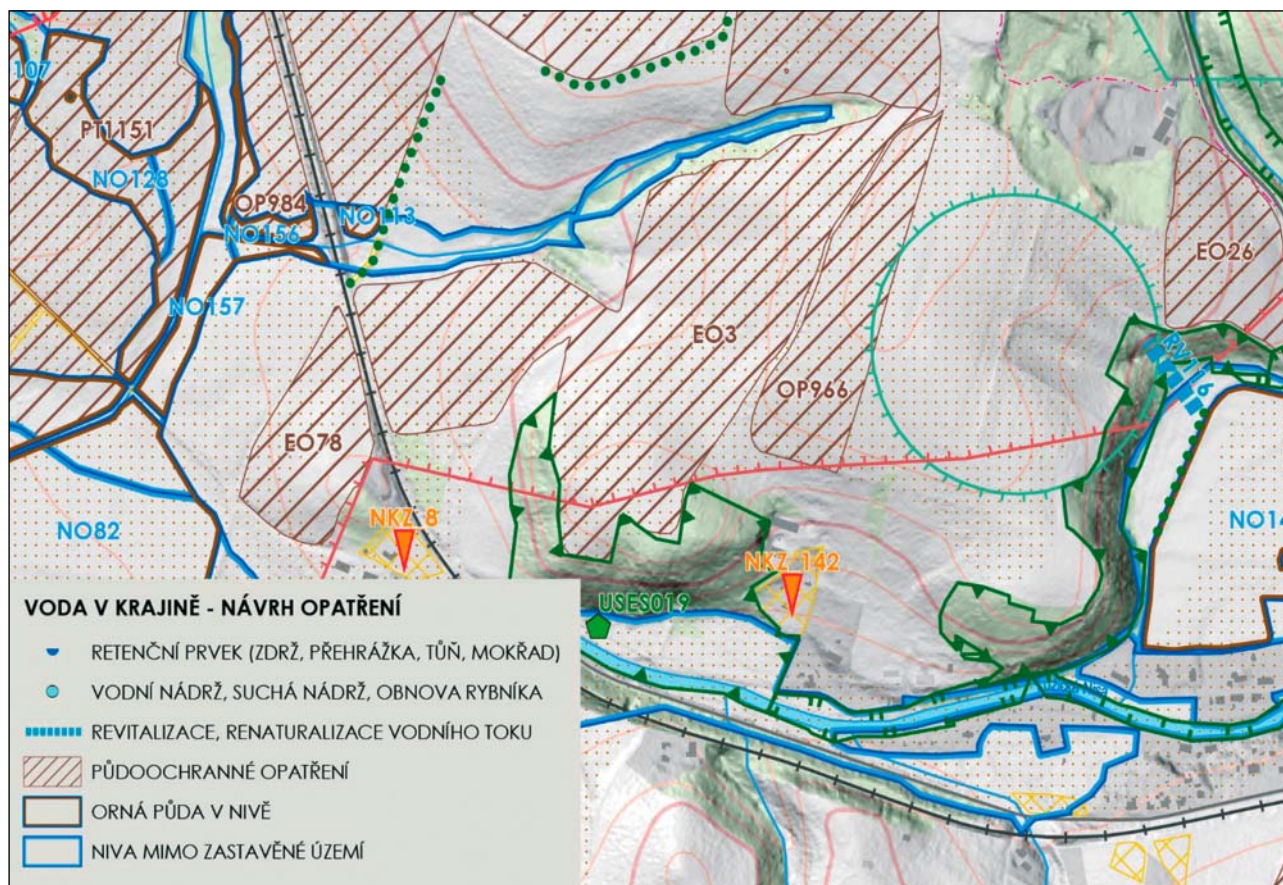 107
PT1151
NO128
OP984
NO113
NO156
NO157
EO26
EO3
RV116
OP966
EO78
NKZ 8
NO82
NO14
NKZ 142
USES019
VODA V KRAJINĚ - NÁVRH OPATŘENÍ
RETENČNÍ PRVEK (ZDRŽ, PŘEHRÁŽKA, TŮŇ, MOKŘAD)
VODNÍ NÁDRŽ, SUCHÁ NÁDRŽ, OBNOVA RYBNÍKA
REVITALIZACE, RENATURALIZACE VODNÍHO TOKU
PŮDOOCHRANNÉ OPATŘENÍ
ORNÁ PŮDA V NIVĚ
NIVA MIMO ZASTAVĚNÉ ÚZEMÍ